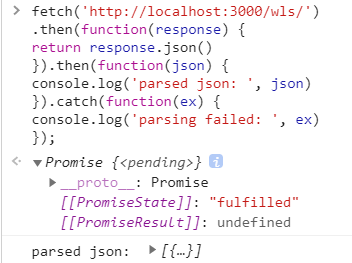 > fetch('http://localhost:3000/wls/')
.then(function(response) {
return response.json()
}).then(function(json) {
console.log('parsed json: ', json)
}).catch(function(ex) {
console.log('parsing failed: ', ex)
});
▼ Promise {<pending>} i
▶ __proto__: Promise
[[PromiseState]]: "fulfilled"
[[PromiseResult]]: undefined
parsed json: ▶ [{…}]